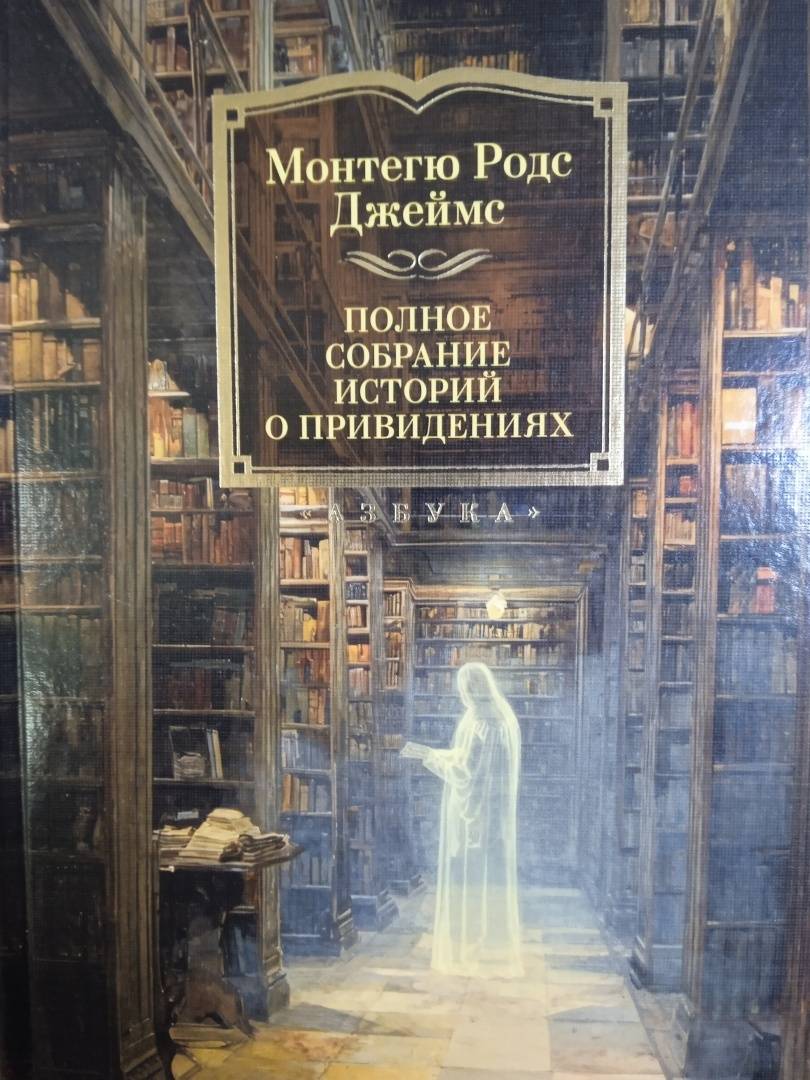 Монтегю Родс
Джеймс
ПОЛНОЕ
СОБРАНИЕ
ИСТОРИЙ
О ПРИВИДЕНИЯХ
«АЗБУКА»